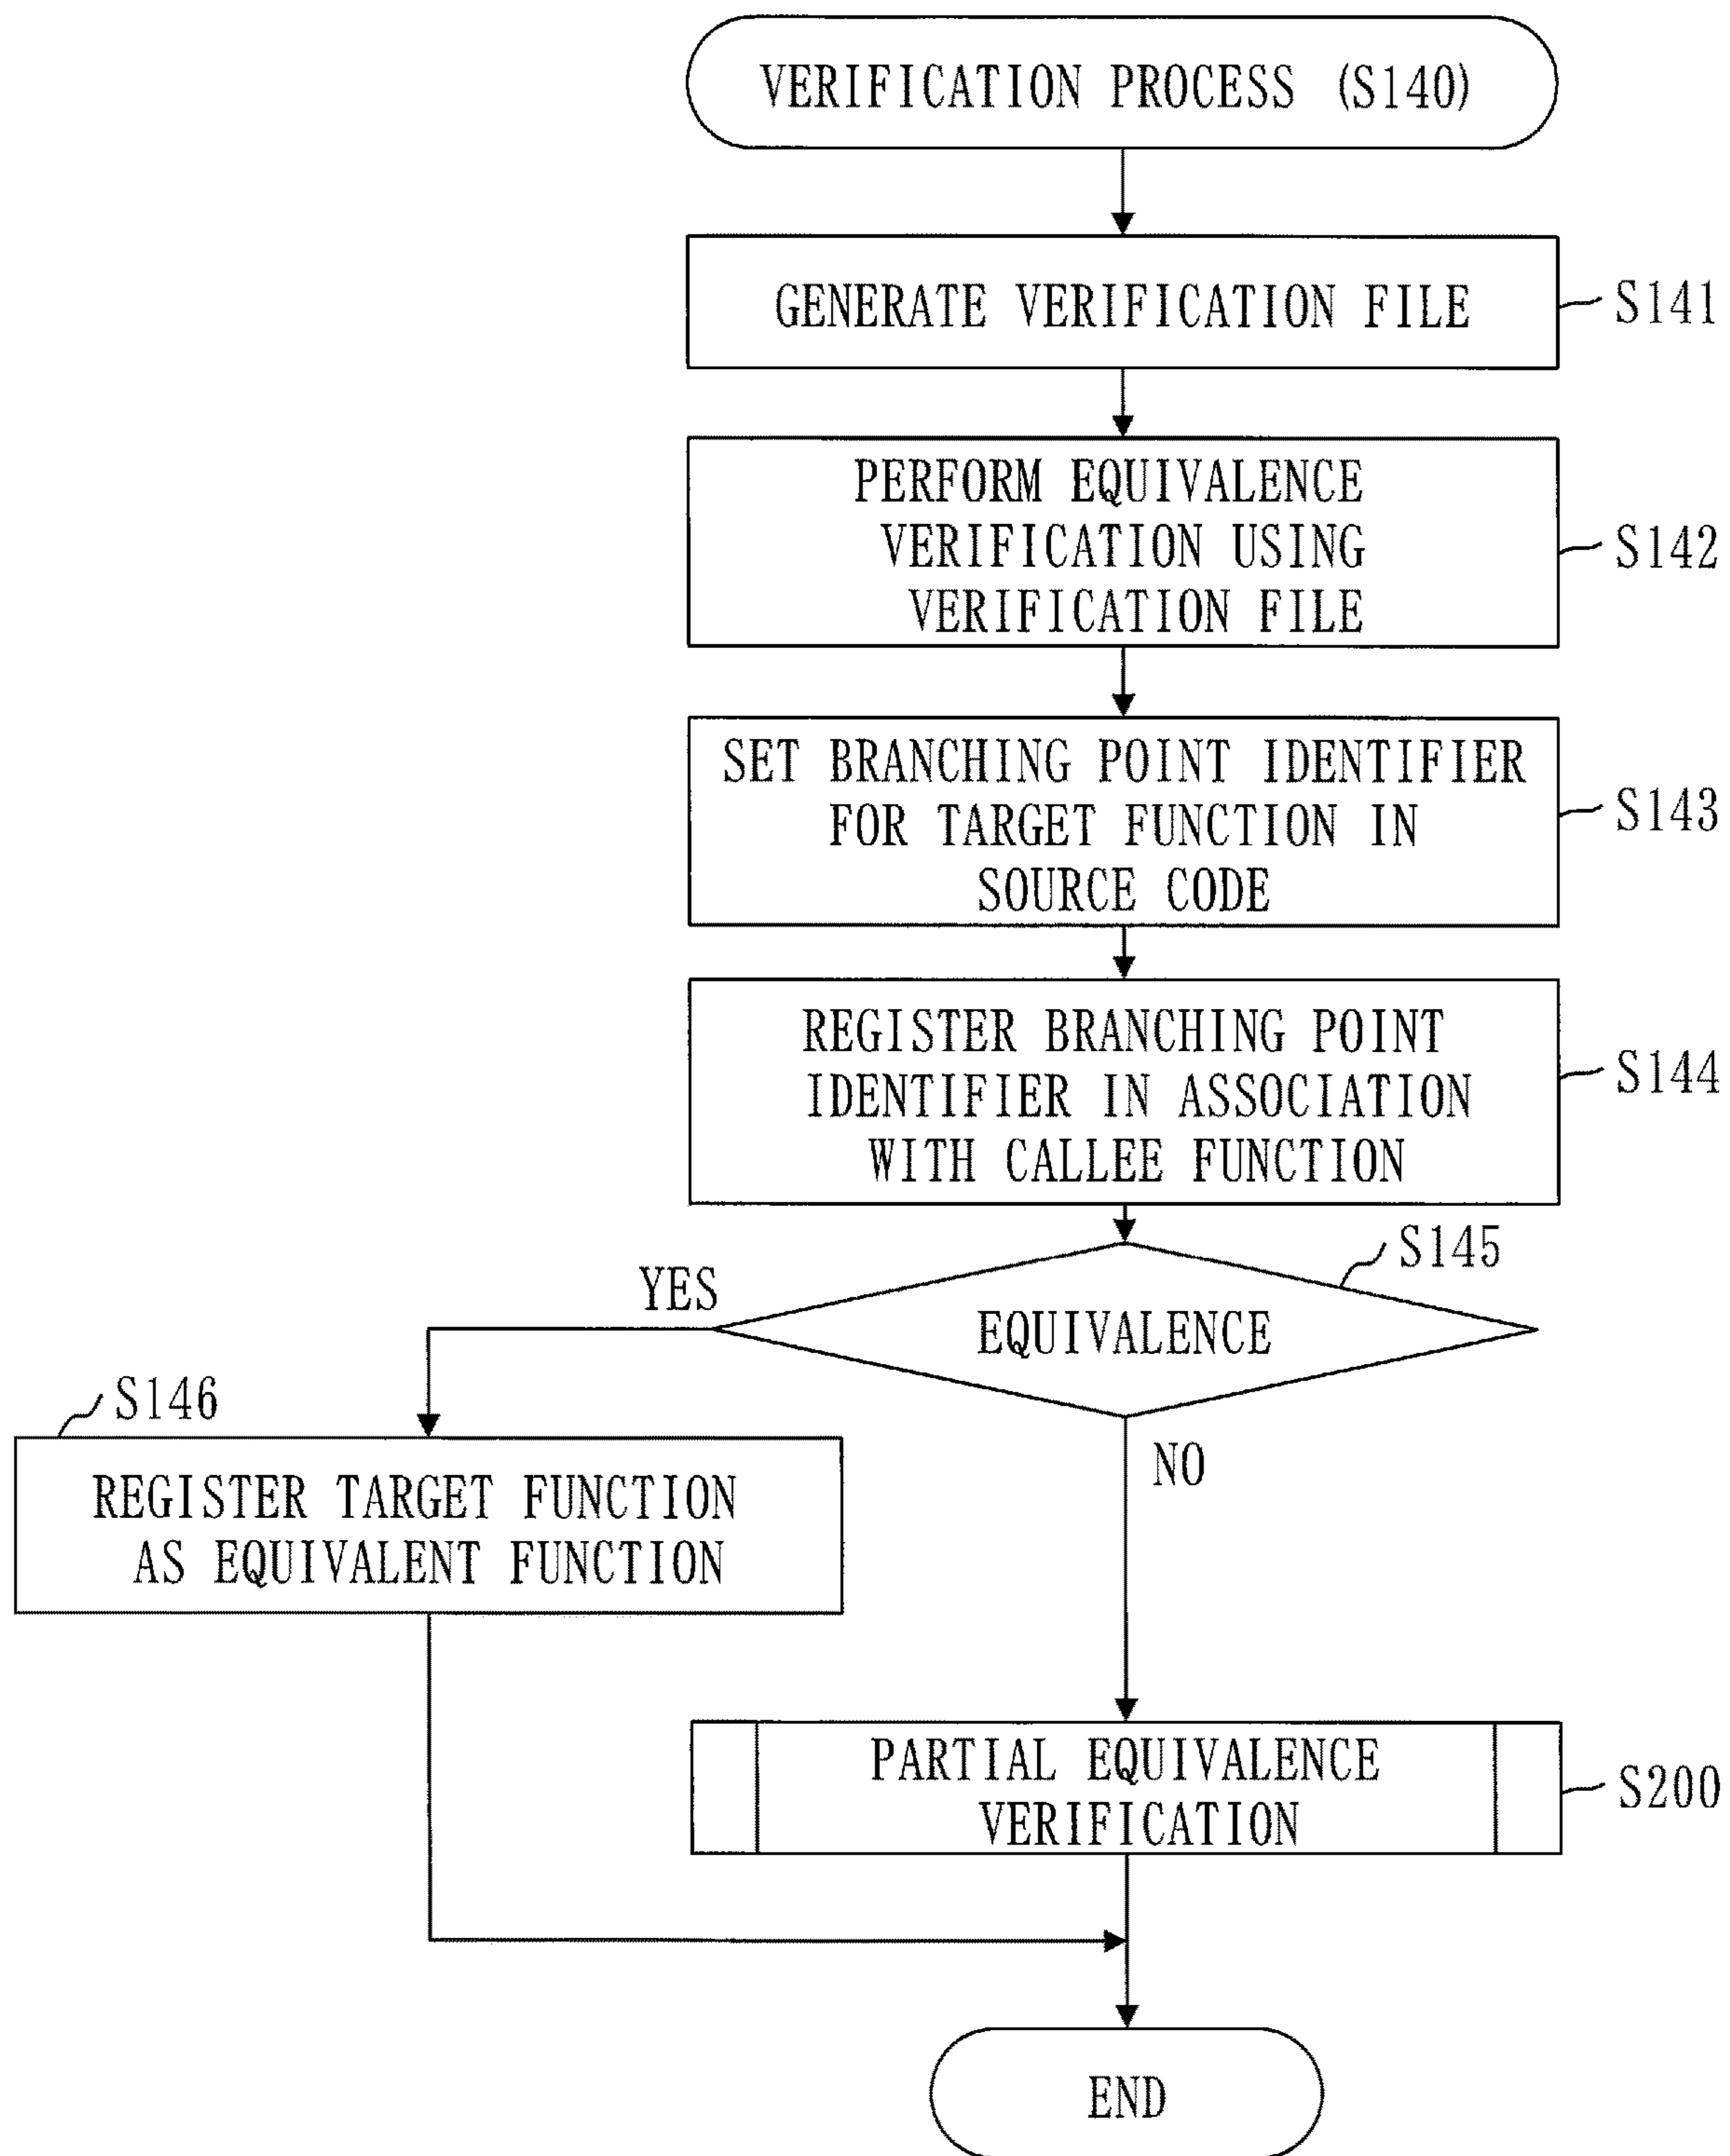 VERIFICATION PROCESS (S140)
GENERATE VERIFICATION FILE
S141
PERFORM EQUIVALENCE
VERIFICATION USING
VERIFICATION FILE
S142
SET BRANCHING POINT IDENTIFIER
FOR TARGET FUNCTION IN
SOURCE CODE
S143
REGISTER BRANCHING POINT
IDENTIFIER IN ASSOCIATION
WITH CALLEE FUNCTION
S144
S145
YES
EQUIVALENCE
S146
NO
REGISTER TARGET FUNCTION
AS EQUIVALENT FUNCTION
PARTIAL EQUIVALENCE
VERIFICATION
S200
END